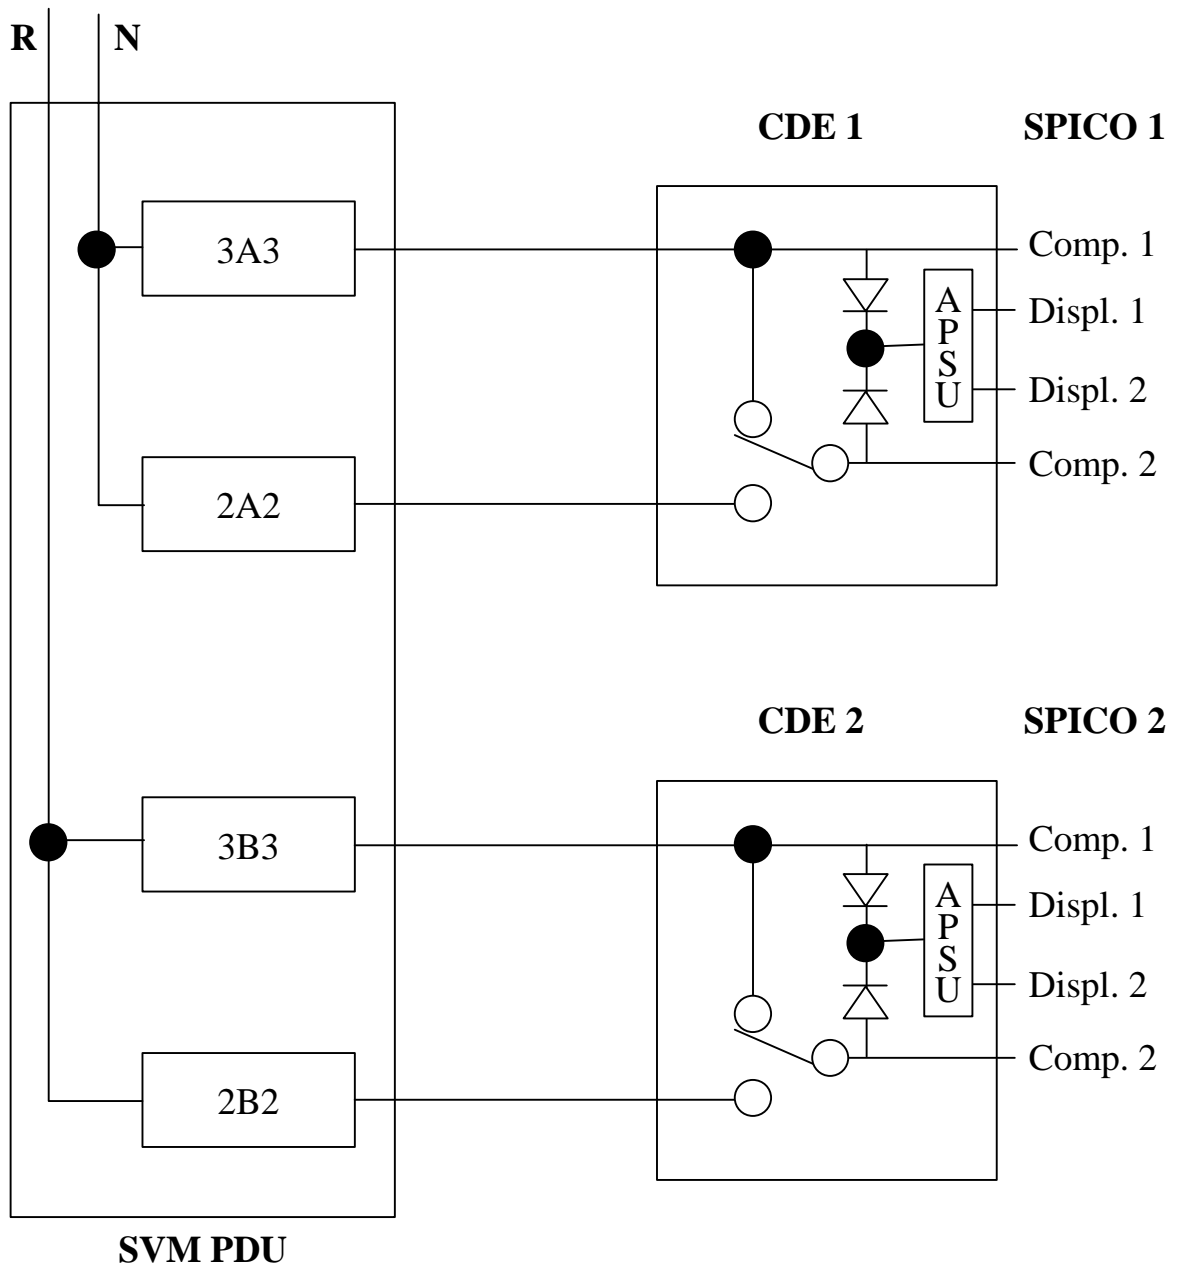 R
N
CDE 1
SPICO 1
3A3
Comp. 1
A
P
S
U
Displ. 1
Displ. 2
Comp. 2
2A2
CDE 2
SPICO 2
3B3
Comp. 1
A
P
S
U
Displ. 1
Displ. 2
Comp. 2
2B2
SVM PDU